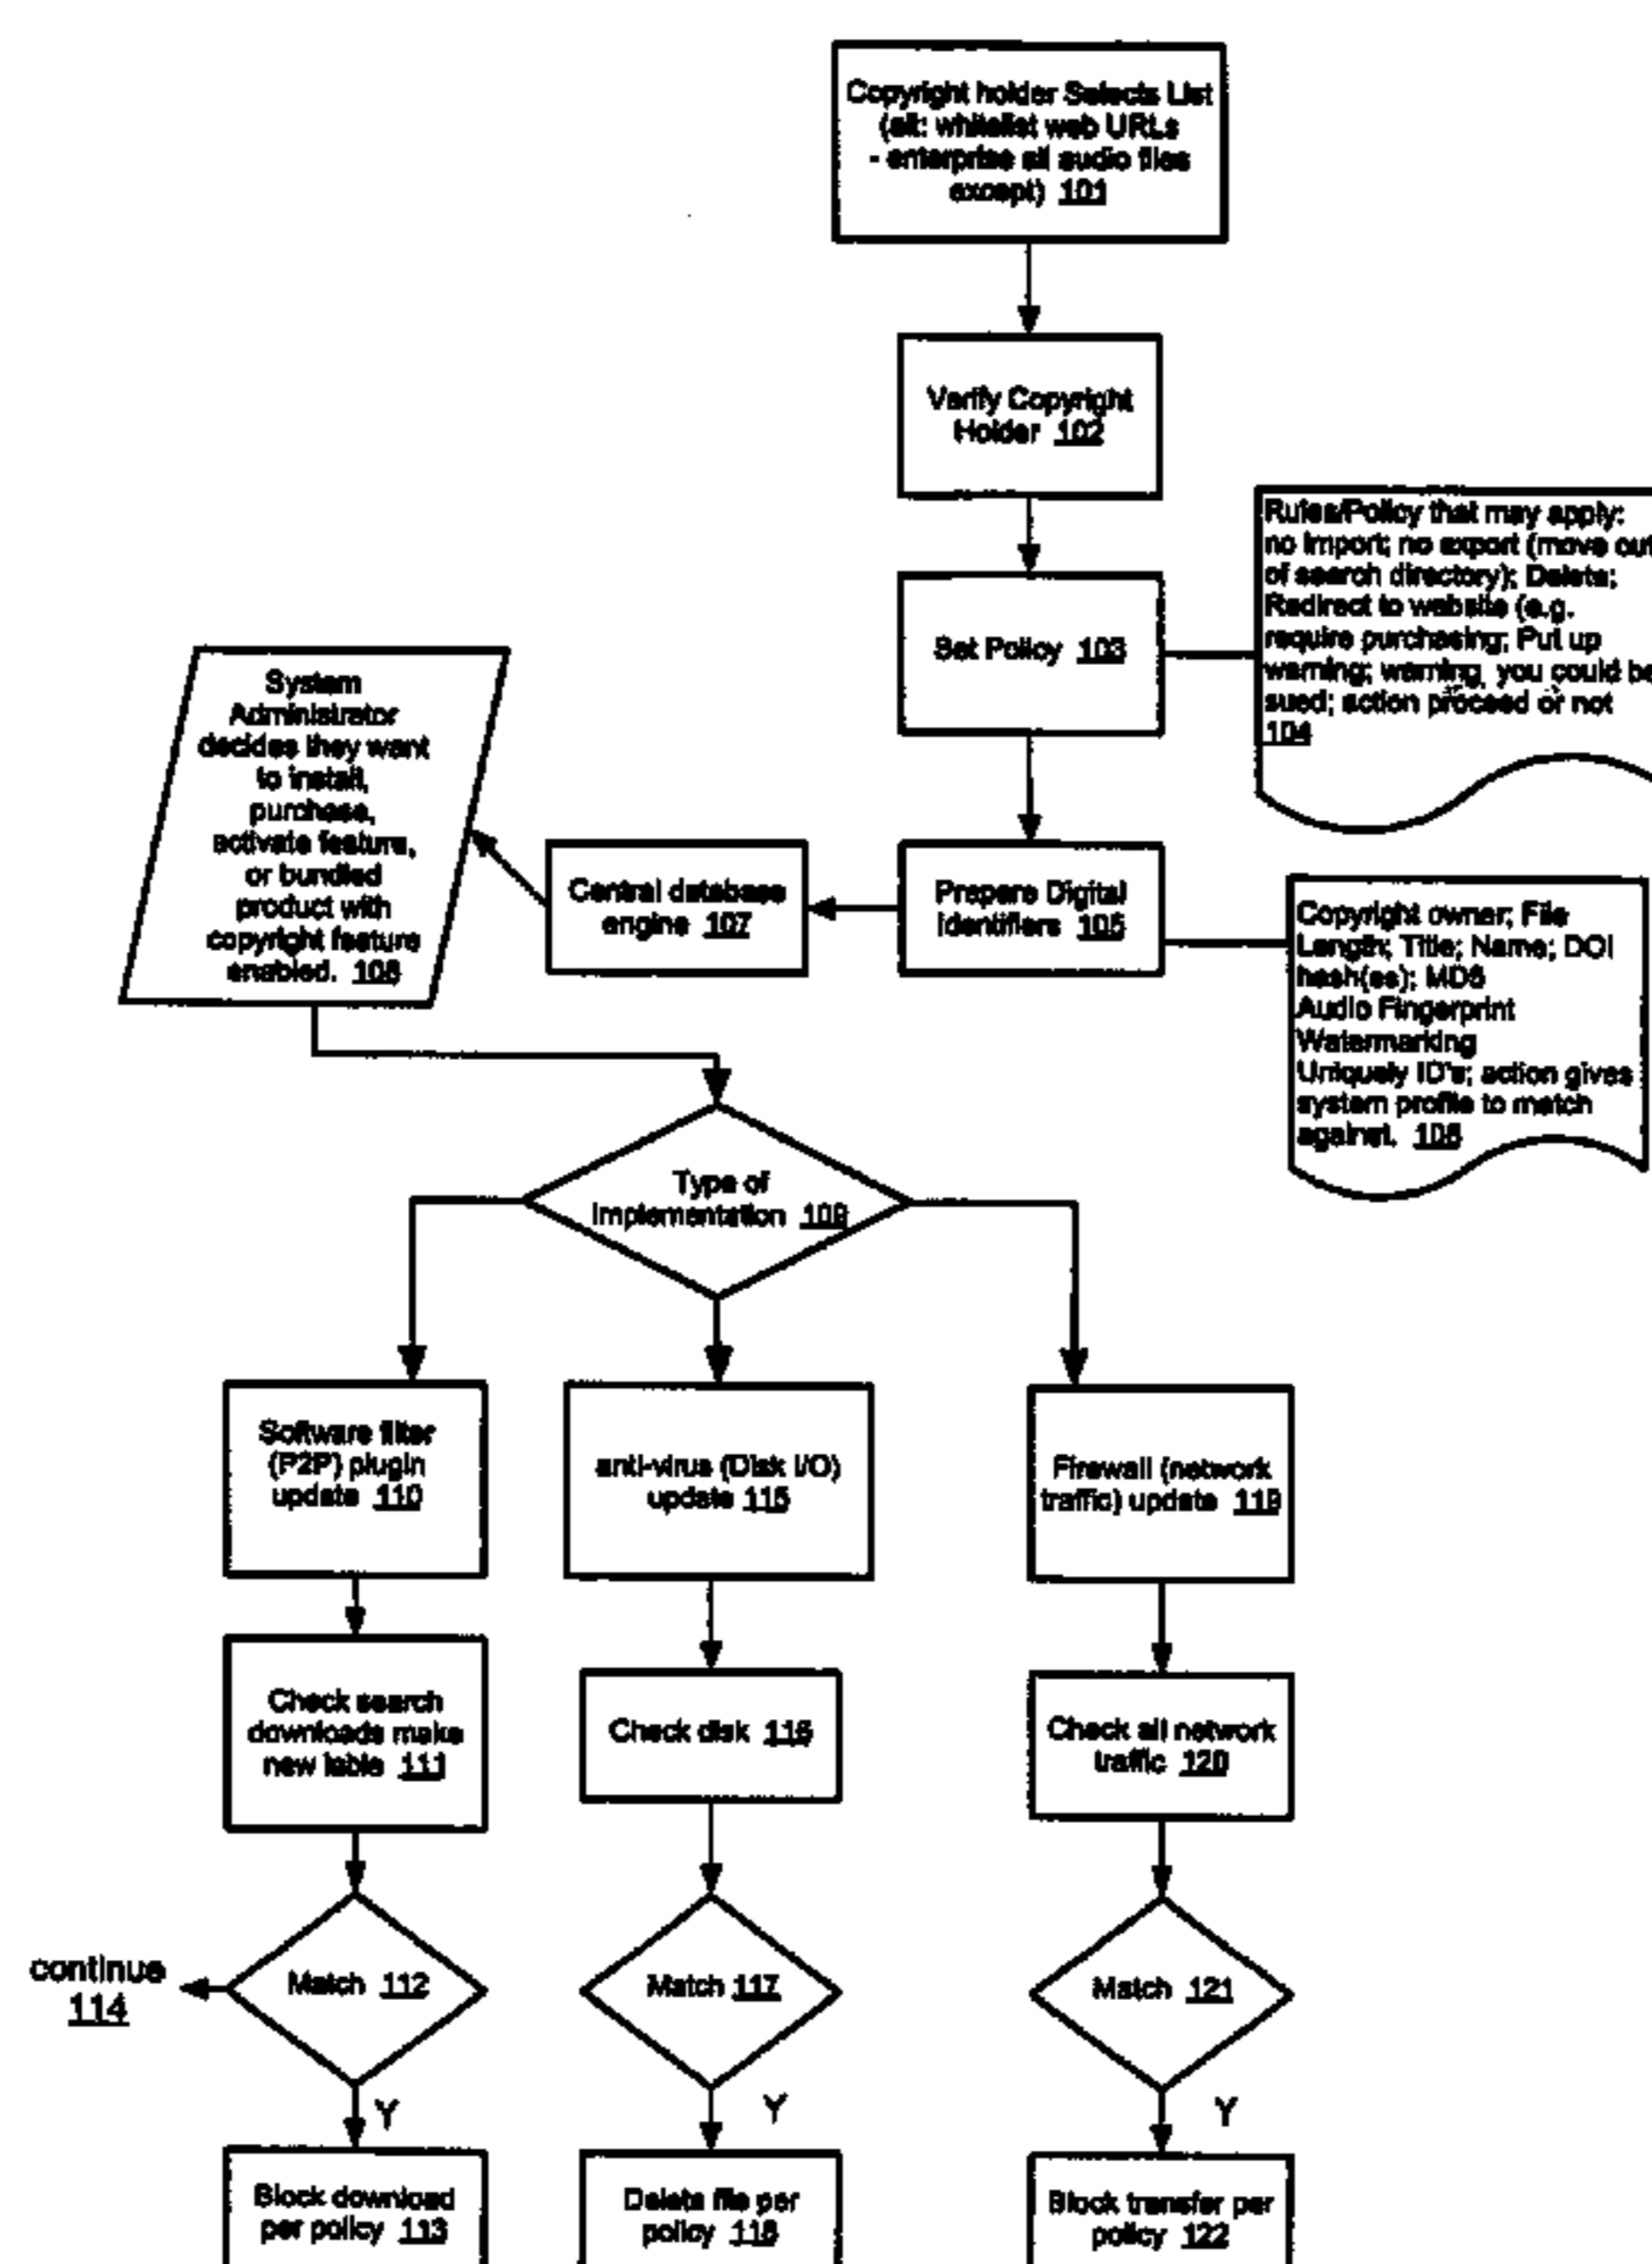 Copyright holder Selects List
(alt: whitelist web URLs
- enterprise all audio files
except) 101
Verify Copyright
Holder 102
Set Policy 103
Rules/Policy that may apply:
no import; no export (move out
of search directory); Delete;
Redirect to website (e.g.
require purchasing; Put up
warning; warning, you could be
sued; action proceed or not
104
System
Administrator
decides they want
to install,
purchase,
activate feature,
or bundled
product with
copyright feature
enabled. 108
Central database
engine 107
Prepare Digital
Identifiers 105
Copyright owner; File
Length; Title; Name; DOI
hash(es); MD5
Audio Fingerprint
Watermarking
Uniquely ID's; action gives
system profile to match
against. 106
Type of
Implementation 109
Software filter
(P2P) plugin
update 110
anti-virus (Disk I/O)
update 115
Firewall (network
traffic) update 119
Check search
downloads make
new lable 111
Check disk 116
Check all network
traffic 120
continue
114
Match 112
Match 117
Match 121
Y
Y
Y
Block download
per policy 113
Delete file per
policy 118
Block transfer per
policy 122